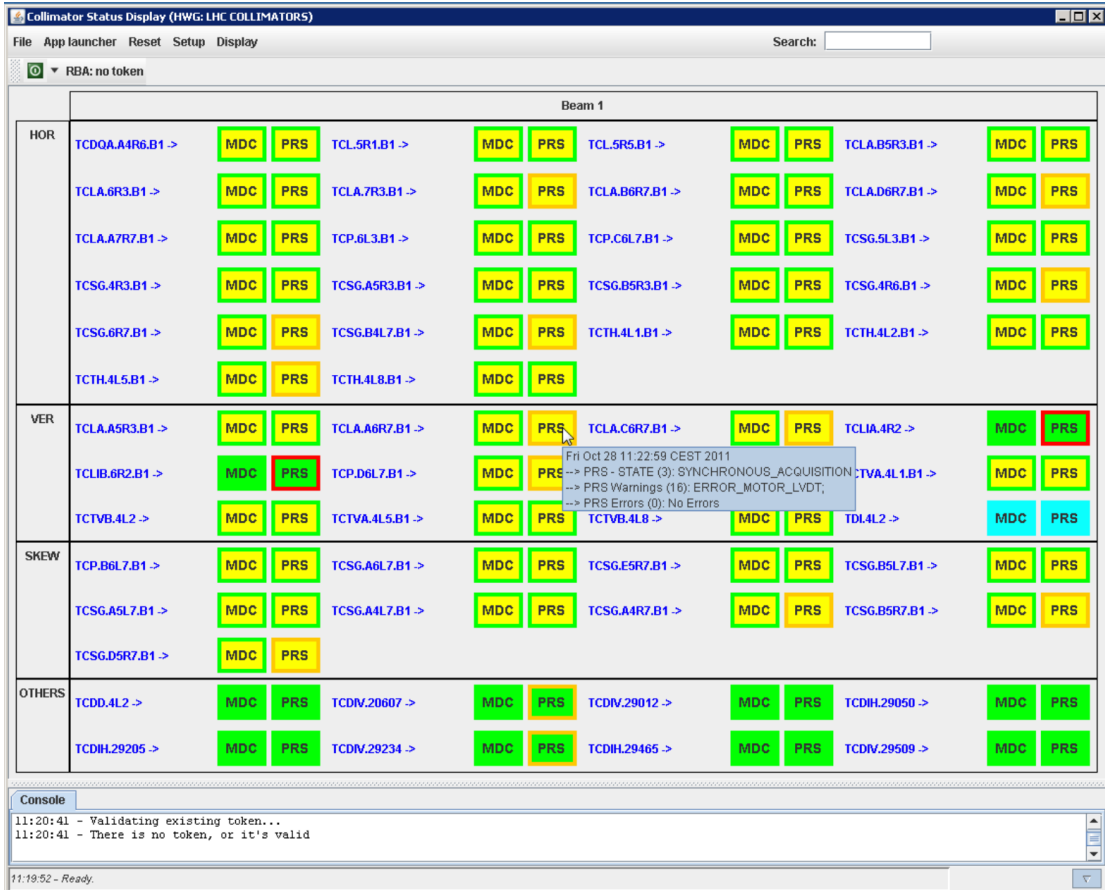 Collimator Status Display (HWG: LHC COLLIMATORS)
File App launcher Reset Setup Display Search:
RBA: no token
Beam 1
HOR
TCDQA.A4R6.B1 -> MDC PRS TCL.5R1.B1 -> MDC PRS TCL.5R5.B1 -> MDC PRS TCLA.B5R3.B1 -> MDC PRS
TCLA.6R3.B1 -> MDC PRS TCLA.7R3.B1 -> MDC PRS TCLA.B6R7.B1 -> MDC PRS TCLA.D6R7.B1 -> MDC PRS
TCLA.A7R7.B1 -> MDC PRS TCP.6L3.B1 -> MDC PRS TCP.C6L7.B1 -> MDC PRS TCSG.5L3.B1 -> MDC PRS
TCSG.4R3.B1 -> MDC PRS TCSG.A5R3.B1 -> MDC PRS TCSG.B5R3.B1 -> MDC PRS TCSG.4R6.B1 -> MDC PRS
TCSG.6R7.B1 -> MDC PRS TCSG.B4L7.B1 -> MDC PRS TCTH.4L1.B1 -> MDC PRS TCTH.4L2.B1 -> MDC PRS
TCTH.4L5.B1 -> MDC PRS TCTH.4L8.B1 -> MDC PRS
VER
TCLA.A5R3.B1 -> MDC PRS TCLA.A6R7.B1 -> MDC PRS TCLA.C6R7.B1 -> MDC PRS TCLIA.4R2 -> MDC PRS
Fri Oct 28 11:22:59 CEST 2011
--> PRS - STATE (3): SYNCHRONOUS_ACQUISITION
--> PRS Warnings (16): ERROR_MOTOR_LVDT;
--> PRS Errors (0): No Errors
TCLIB.6R2.B1 -> MDC PRS TCP.D6L7.B1 -> MDC PRS CTVA.4L1.B1 -> MDC PRS
TCTVB.4L2 -> MDC PRS TCTVA.4L5.B1 -> MDC PRS TCTVB.4L8 -> MDC PRS TDI.4L2 -> MDC PRS
SKEW
TCP.B6L7.B1 -> MDC PRS TCSG.A6L7.B1 -> MDC PRS TCSG.E5R7.B1 -> MDC PRS TCSG.B5L7.B1 -> MDC PRS
TCSG.A5L7.B1 -> MDC PRS TCSG.A4L7.B1 -> MDC PRS TCSG.A4R7.B1 -> MDC PRS TCSG.B5R7.B1 -> MDC PRS
TCSG.D5R7.B1 -> MDC PRS
OTHERS
TCDD.4L2 -> MDC PRS TCDIV.20607 -> MDC PRS TCDIV.29012 -> MDC PRS TCDIH.29050 -> MDC PRS
TCDIH.29205 -> MDC PRS TCDIV.29234 -> MDC PRS TCDIH.29465 -> MDC PRS TCDIV.29509 -> MDC PRS
Console
11:20:41 - Validating existing token...
11:20:41 - There is no token, or it's valid
11:19:52 - Ready.